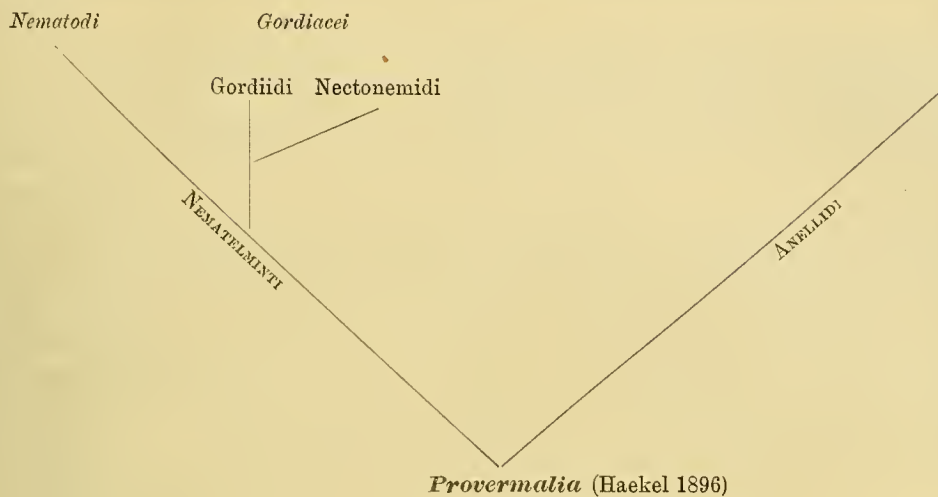 Nematodi Gordiacei
Gordiidi Nectonemidi
NEMATELMINTI
ANELLIDI
Provermalia (Haekel 1896)